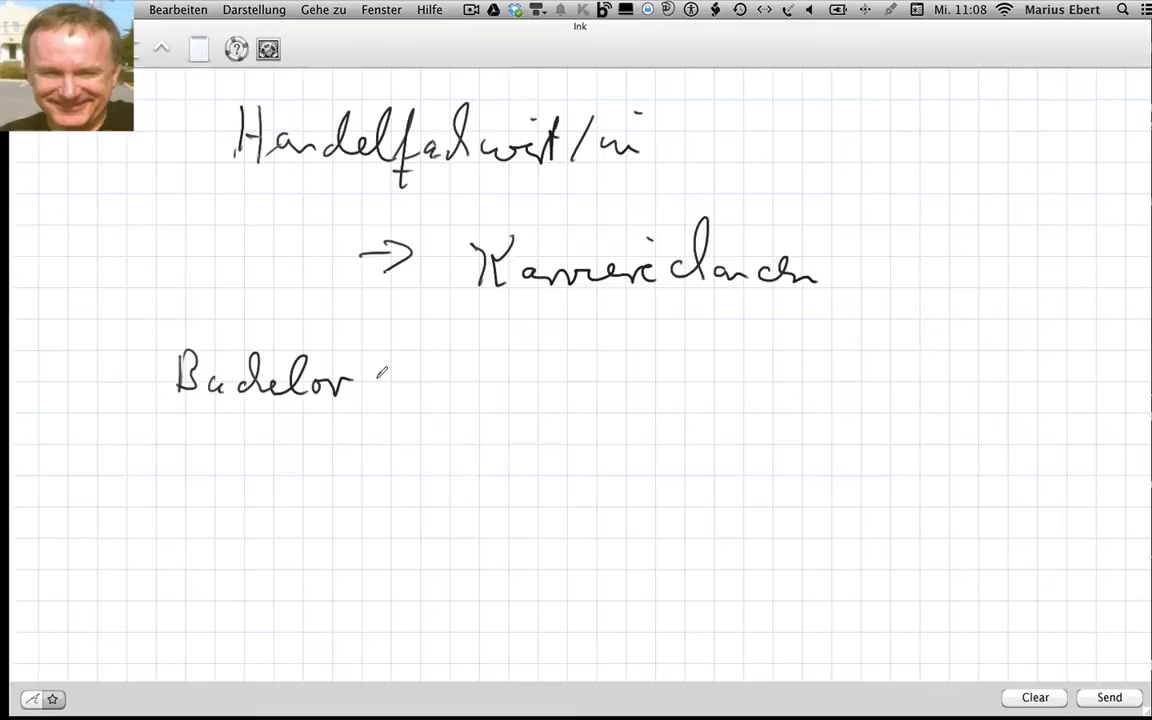 Bearbeiten Darstellung Gehe zu Fenster Hilfe Mi. 11:08 Marius Ebert
Ink
Handelfachwirt/in
→ Karrierechancen
Bachelor
Clear Send